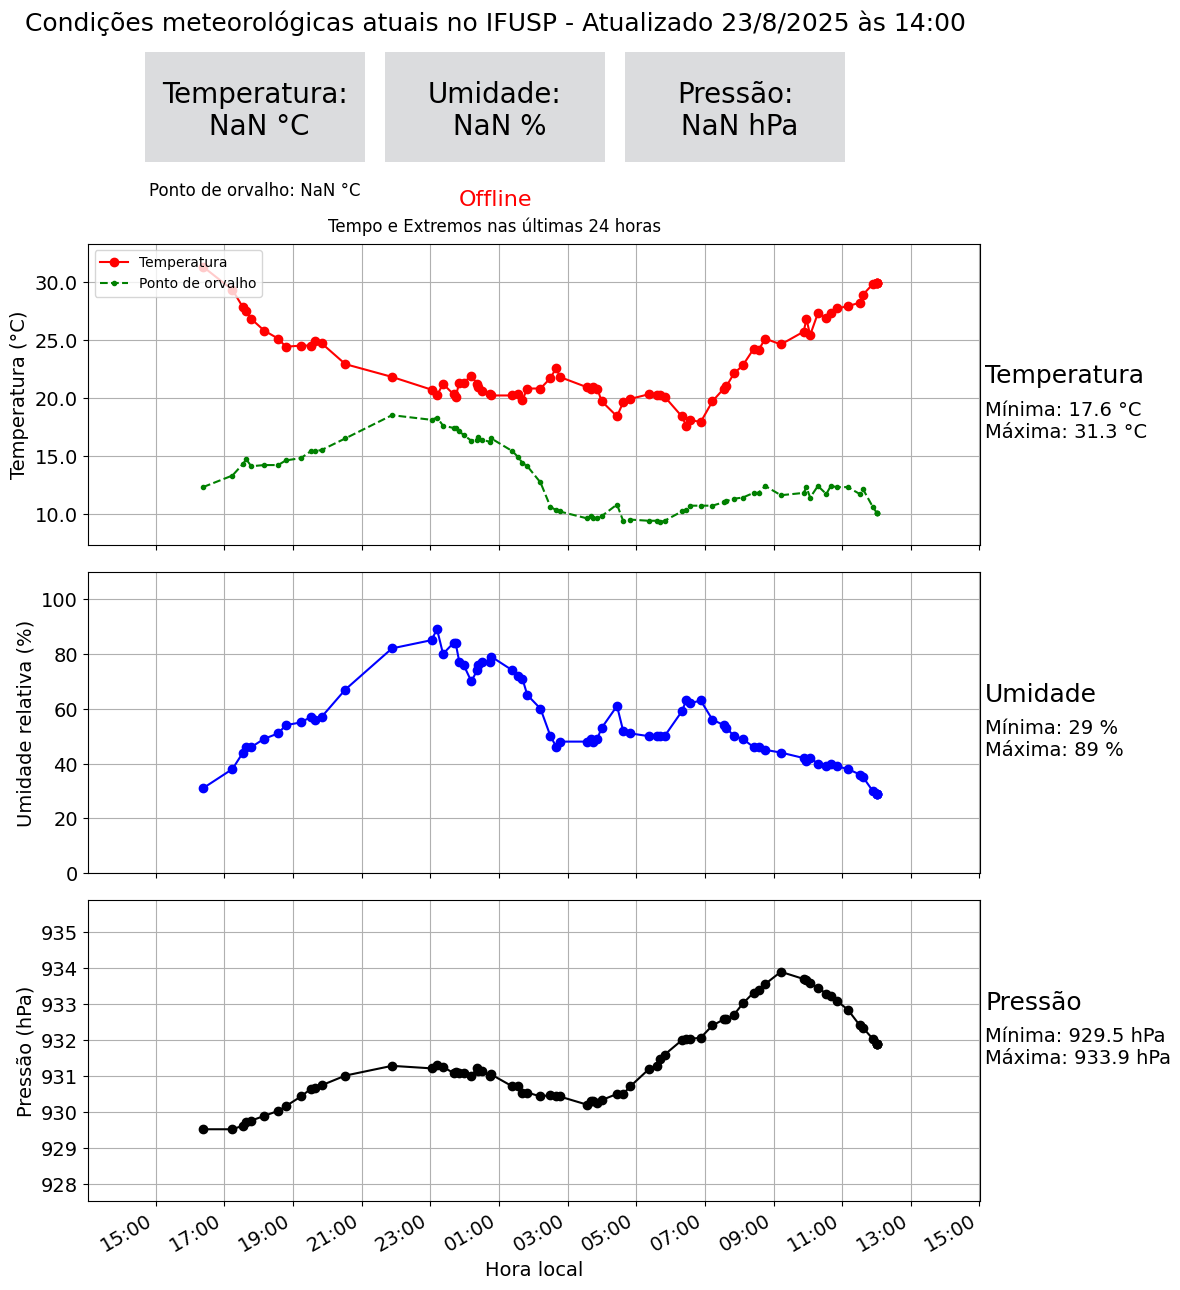 Condições meteorológicas atuais no IFUSP - Atualizado 23/8/2025 às 14:00
Temperatura:
NaN °C
Umidade:
NaN %
Pressão:
NaN hPa
Ponto de orvalho: NaN °C
Offline
Tempo e Extremos nas últimas 24 horas
Temperatura
Ponto de orvalho
30.0
25.0
20.0
15.0
10.0
Temperatura (°C)
Temperatura
Mínima: 17.6 °C
Máxima: 31.3 °C
100
80
60
40
20
0
Umidade relativa (%)
Umidade
Mínima: 29 %
Máxima: 89 %
935
934
933
932
931
930
929
928
Pressão (hPa)
Pressão
Mínima: 929.5 hPa
Máxima: 933.9 hPa
15:00 17:00 19:00 21:00 23:00 01:00 03:00 05:00 07:00 09:00 11:00 13:00 15:00
Hora local